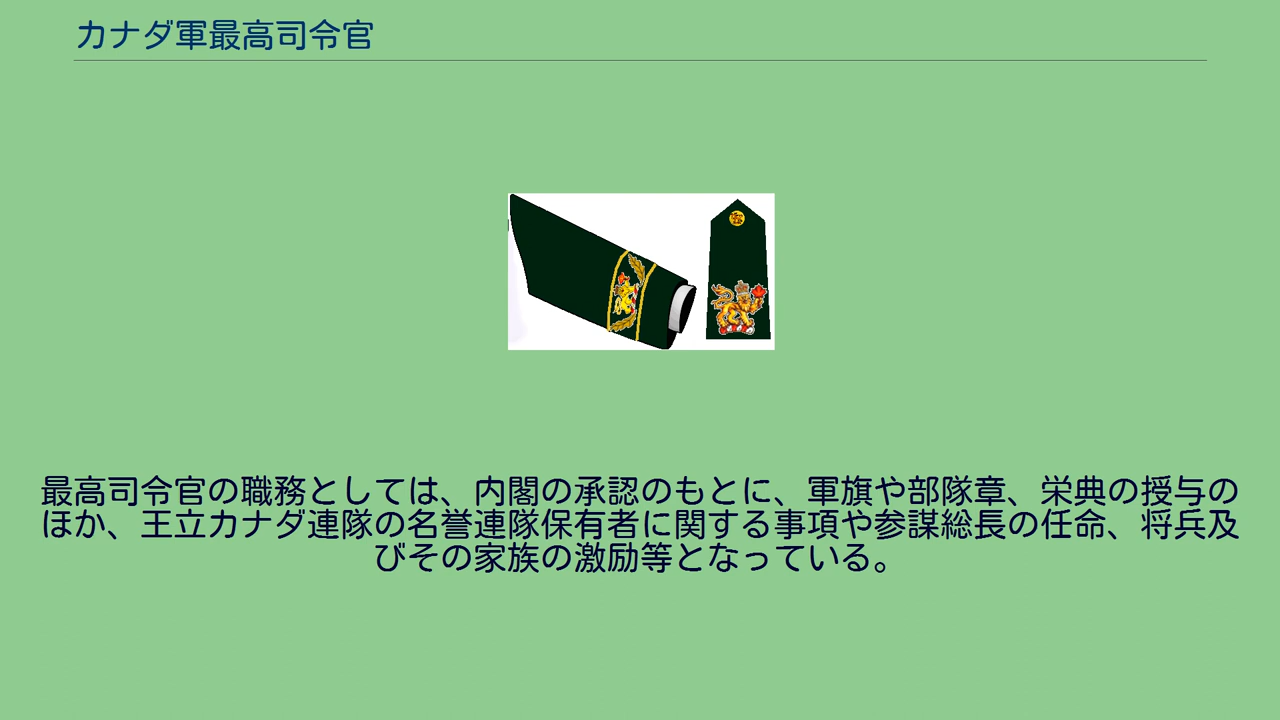 カナダ軍最高司令官
最高司令官の職務としては、内閣の承認のもとに、軍旗や部隊章、栄典の授与の
ほか、王立カナダ連隊の名誉連隊保有者に関する事項や参謀総長の任命、将兵及
びその家族の激励等となっている。